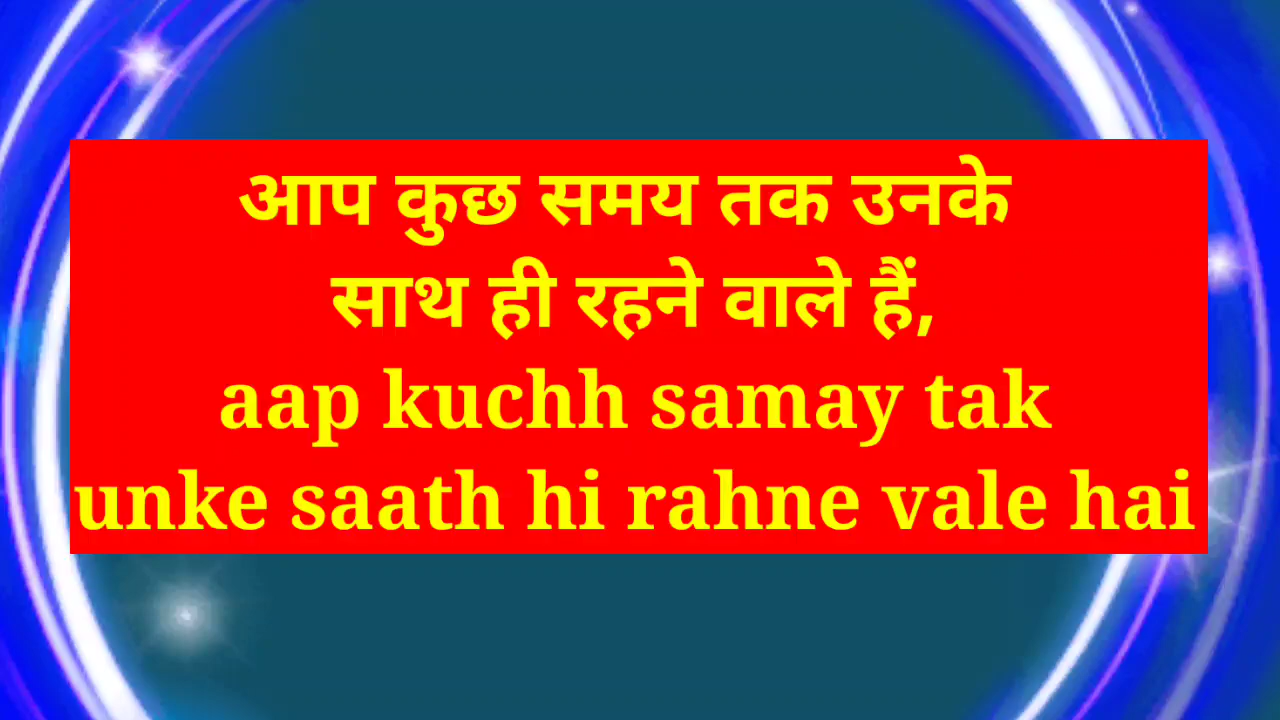 आप कुछ समय तक उनके
साथ ही रहने वाले हैं,
aap kuchh samay tak
unke saath hi rahne vale hai